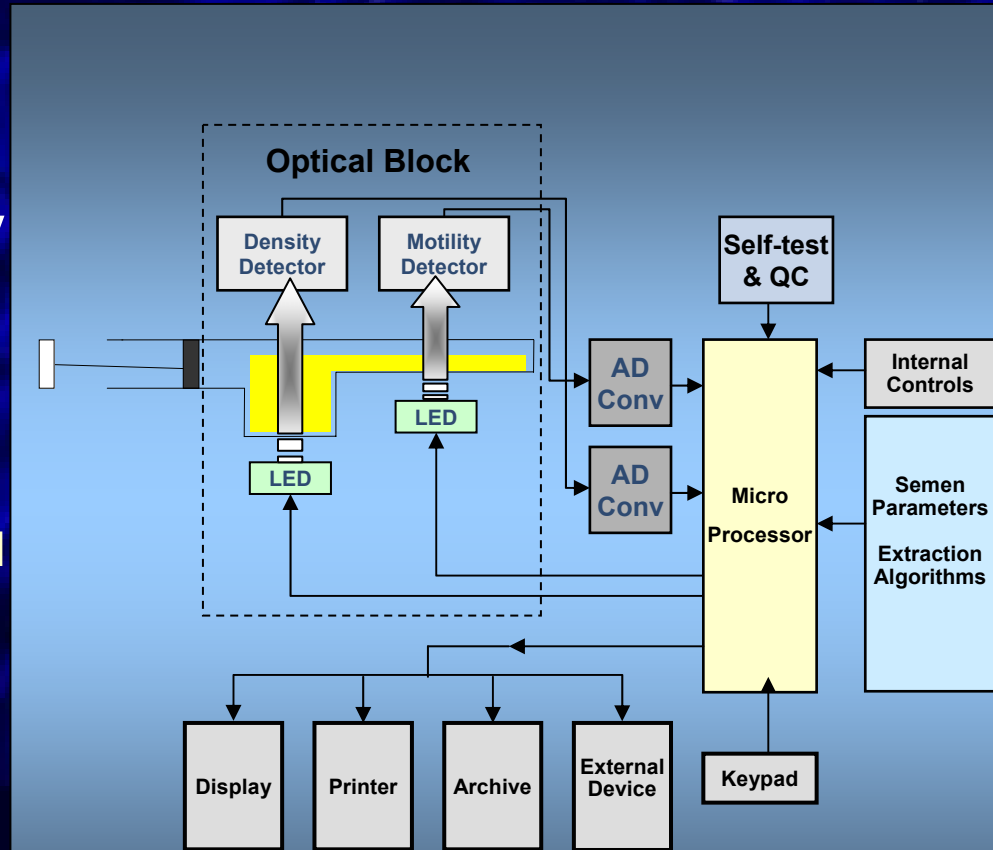 Optical Block
Density
Detector
Motility
Detector
Self-test
& QC
LED
LED
AD
Conv
AD
Conv
Micro
Processor
Internal
Controls
Semen
Parameters
Extraction
Algorithms
Display
Printer
Archive
External
Device
Keypad